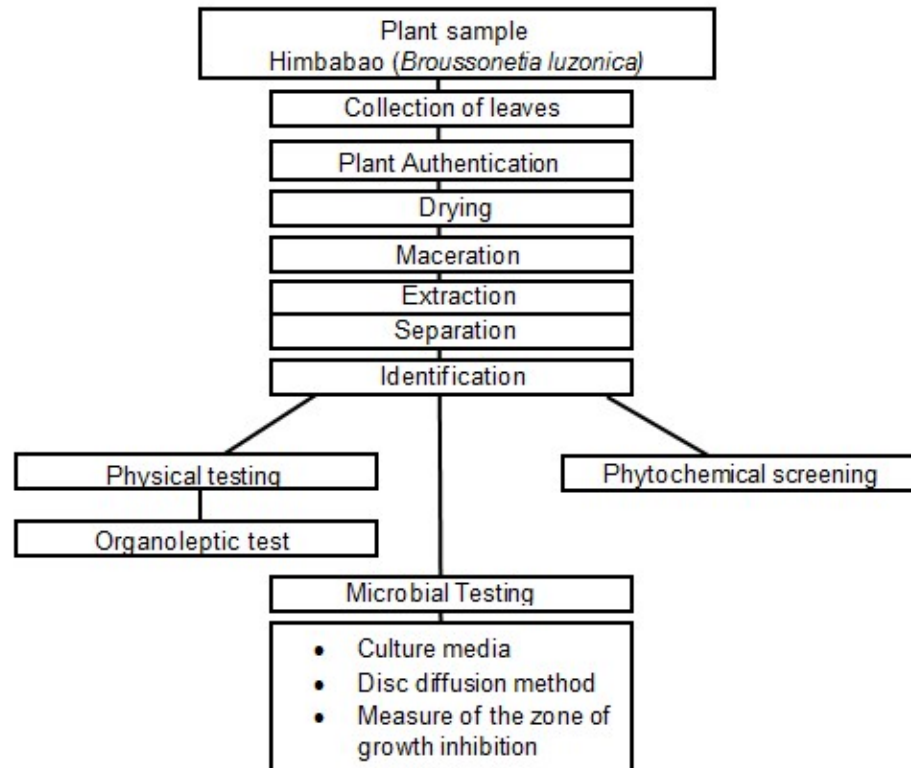 Plant sample
Himbabao (Broussonetia luzonica)
Collection of leaves
Plant Authentication
Drying
Maceration
Extraction
Separation
Identification
Physical testing
Phytochemical screening
Organoleptic test
Microbial Testing
• Culture media
• Disc diffusion method
• Measure of the zone of
growth inhibition